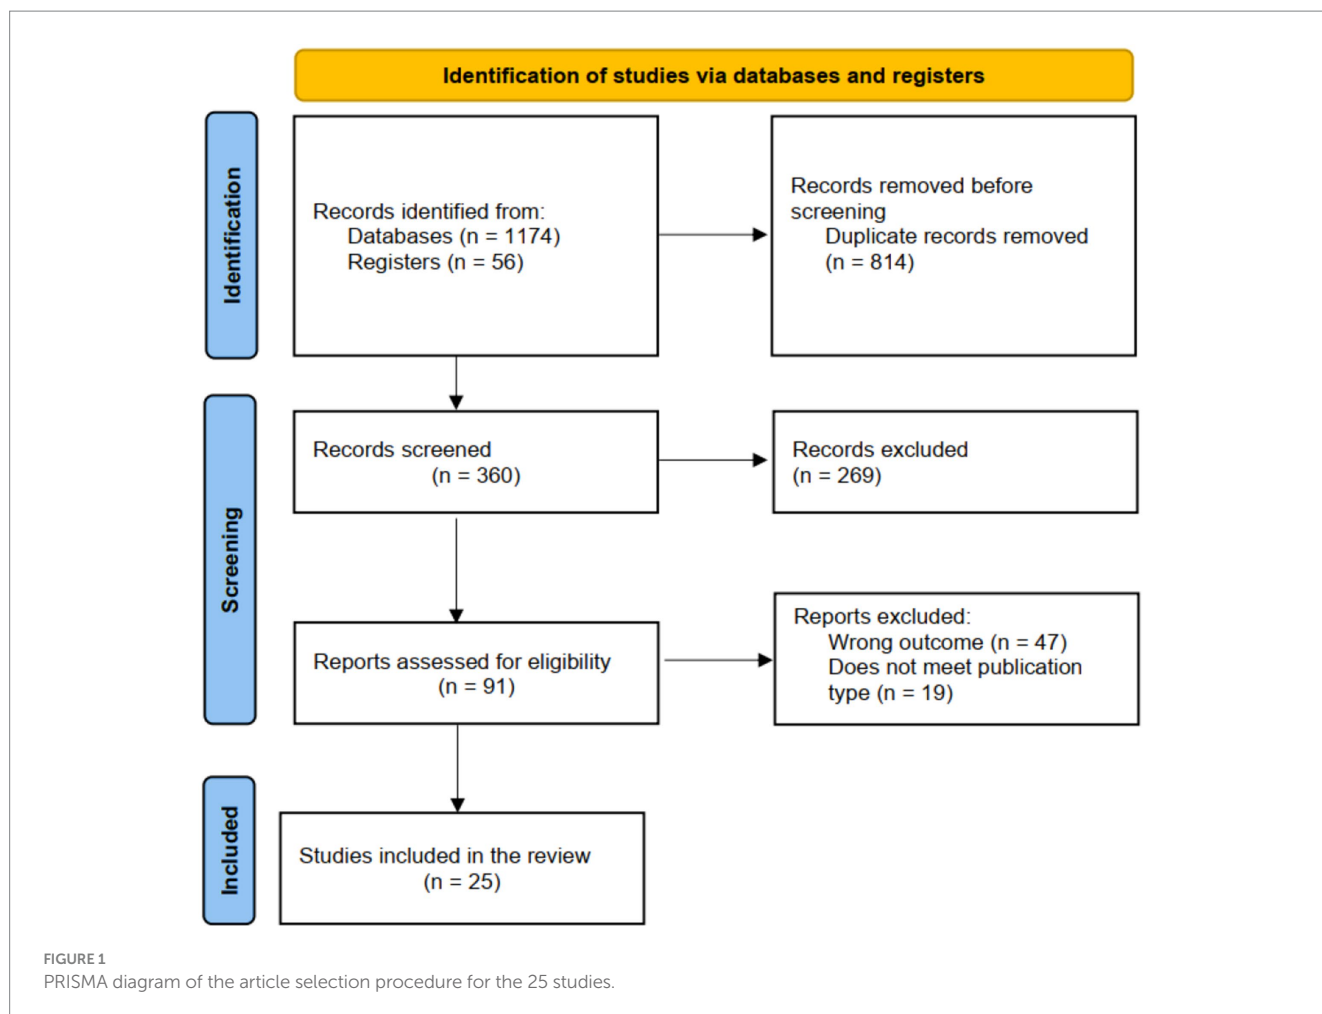 Identification of studies via databases and registers
Identification
Records identified from:
Databases (n = 1174)
Registers (n = 56)
Records removed before
screening
Duplicate records removed
(n = 814)
Screening
Records screened
(n = 360)
Records excluded
(n = 269)
Reports assessed for eligibility
(n = 91)
Reports excluded:
Wrong outcome (n = 47)
Does not meet publication
type (n = 19)
Included
Studies included in the review
(n = 25)
FIGURE 1
PRISMA diagram of the article selection procedure for the 25 studies.